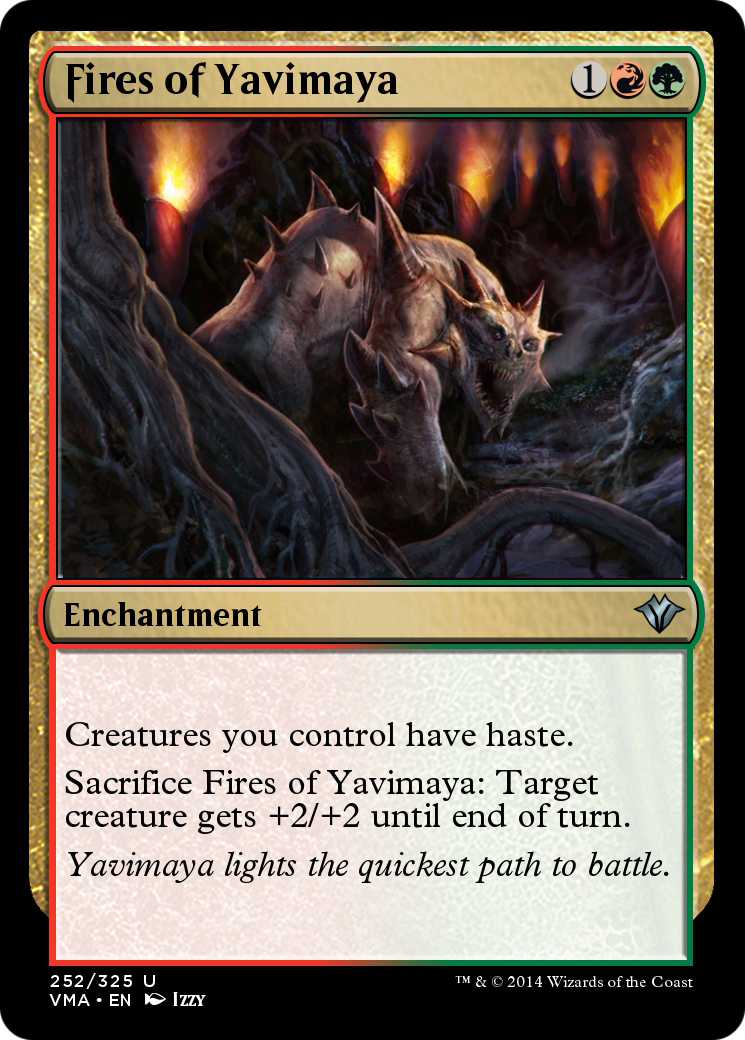 Fires of Yavimaya 1
Enchantment
Creatures you control have haste.
Sacrifice Fires of Yavimaya: Target
creature gets +2/+2 until end of turn.
Yavimaya lights the quickest path to battle.
252/325 U
VMA • EN Izzy
™ & © 2014 Wizards of the Coast